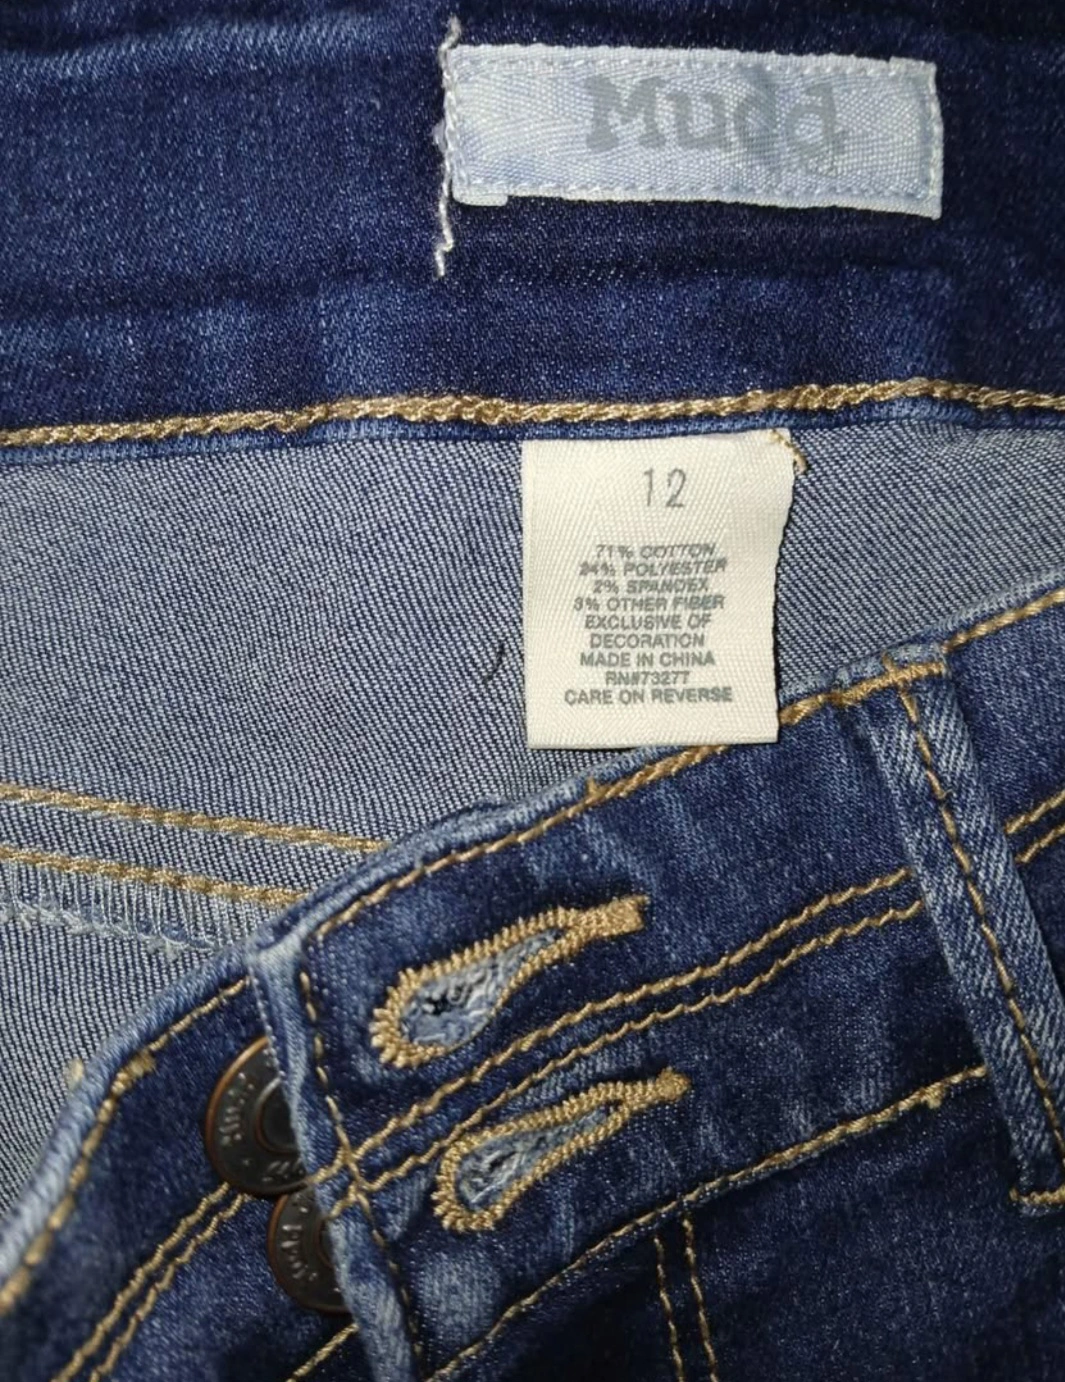 Mudd
12
71% COTTON
24% POLYESTER
2% SPANDEX
3% OTHER FIBER
EXCLUSIVE OF
DECORATION
MADE IN CHINA
RN#73277
CARE ON REVERSE